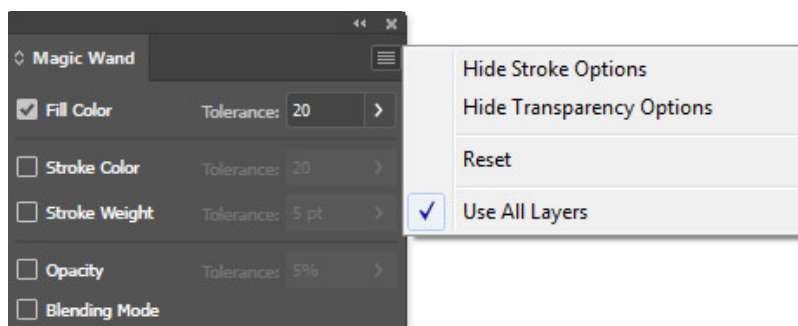 Magic Wand
Fill Color Tolerance: 20
Stroke Color Tolerance: 20
Stroke Weight Tolerance: 5 pt
Opacity Tolerance: 5%
Blending Mode
Hide Stroke Options
Hide Transparency Options
Reset
Use All Layers